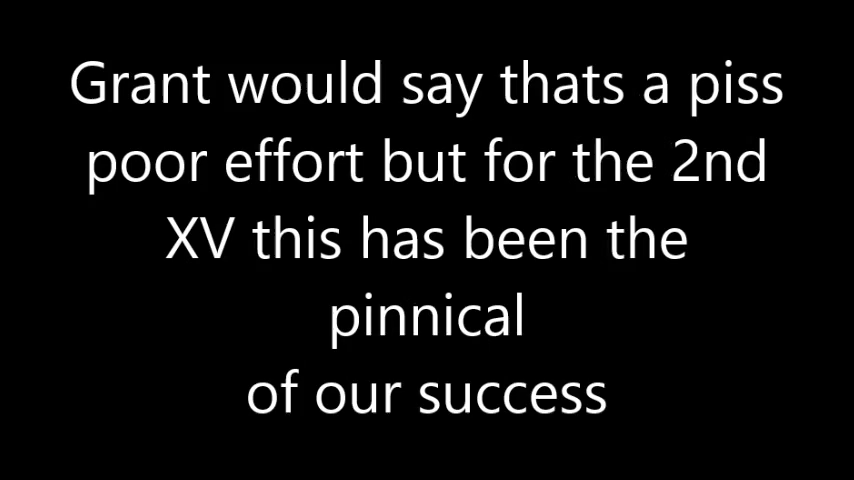 Grant would say thats a piss
poor effort but for the 2nd
XV this has been the
pinnical
of our success